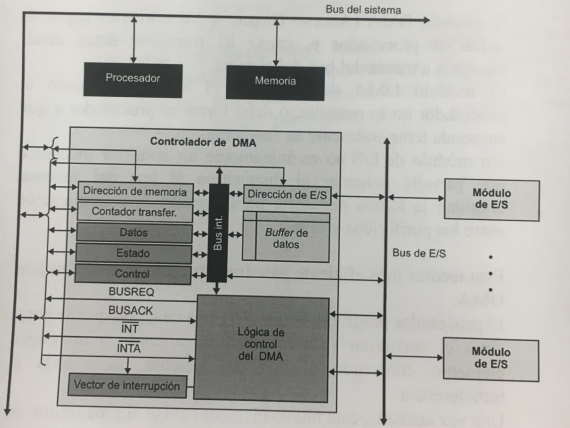 Bus del sistema
Procesador
Memoria
Controlador de DMA
Dirección de memoria
Contador transfer.
Datos
Estado
Control
Bus int.
Dirección de E/S
Buffer de
datos
BUSREQ
BUSACK
INT
INTA
Vector de interrupción
Lógica de
control
del DMA
Bus de E/S
Módulo
de E/S
Módulo
de E/S